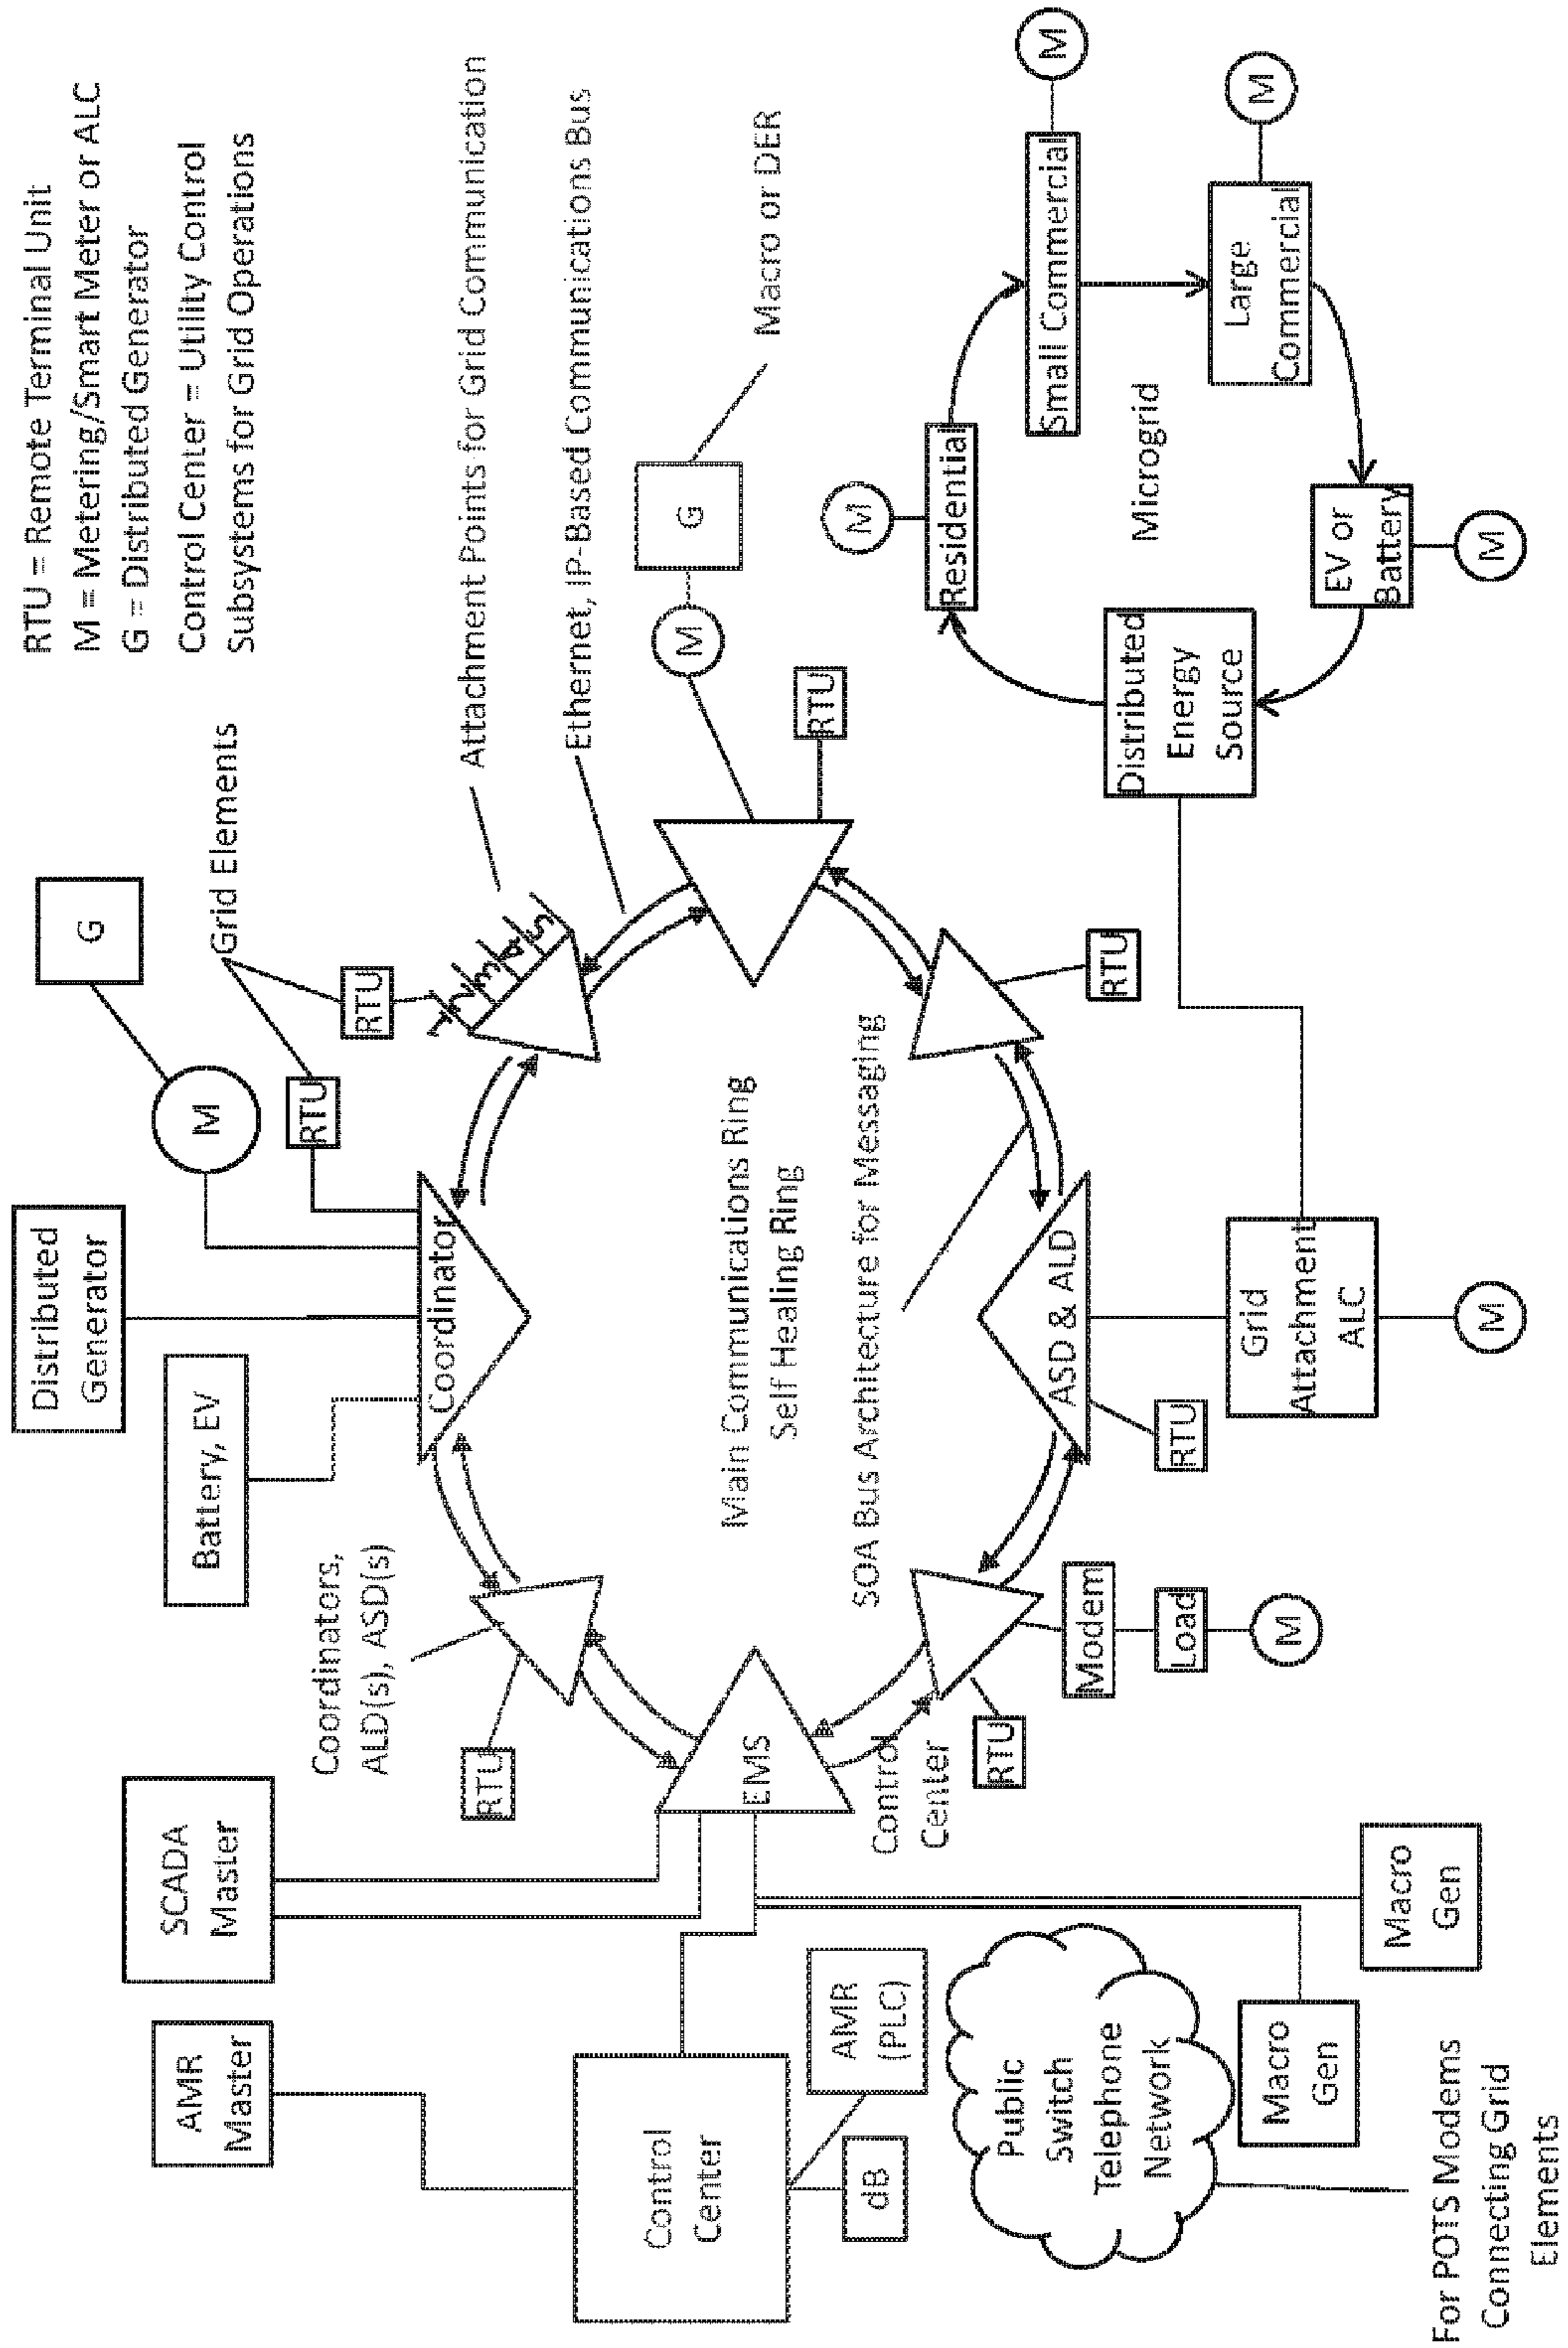 RTU = Remote Terminal Unit
M = Metering/Smart Meter or ALC
G = Distributed Generator
Control Center = Utility Control
Subsystems for Grid Operations
Distributed
Generator
G
Battery, EV
M
Grid Elements
SCADA
Master
AMR
Master
RTU
RTU
Coordinators,
ALD(s), ASD(s)
Coordinator
1
2
3
4
5
Attachment Points for Grid Communication
Ethernet, IP-Based Communications Bus
RTU
M
G
Macro or DER
Control
Center
EMS
Main Communications Ring
Self Healing Ring
RTU
AMR
(PLC)
dB
Control
Center
SOA Bus Architecture for Messaging
M
Residential
M
Small Commercial
RTU
ASD & ALD
RTU
Public
Switch
Telephone
Network
Modem
RTU
Distributed
Energy
Source
Microgrid
Large
Commercial
M
Load
Macro
Gen
Grid
Attachment
ALC
EV or
Battery
M
M
Macro
Gen
M
For POTS Modems
Connecting Grid
Elements